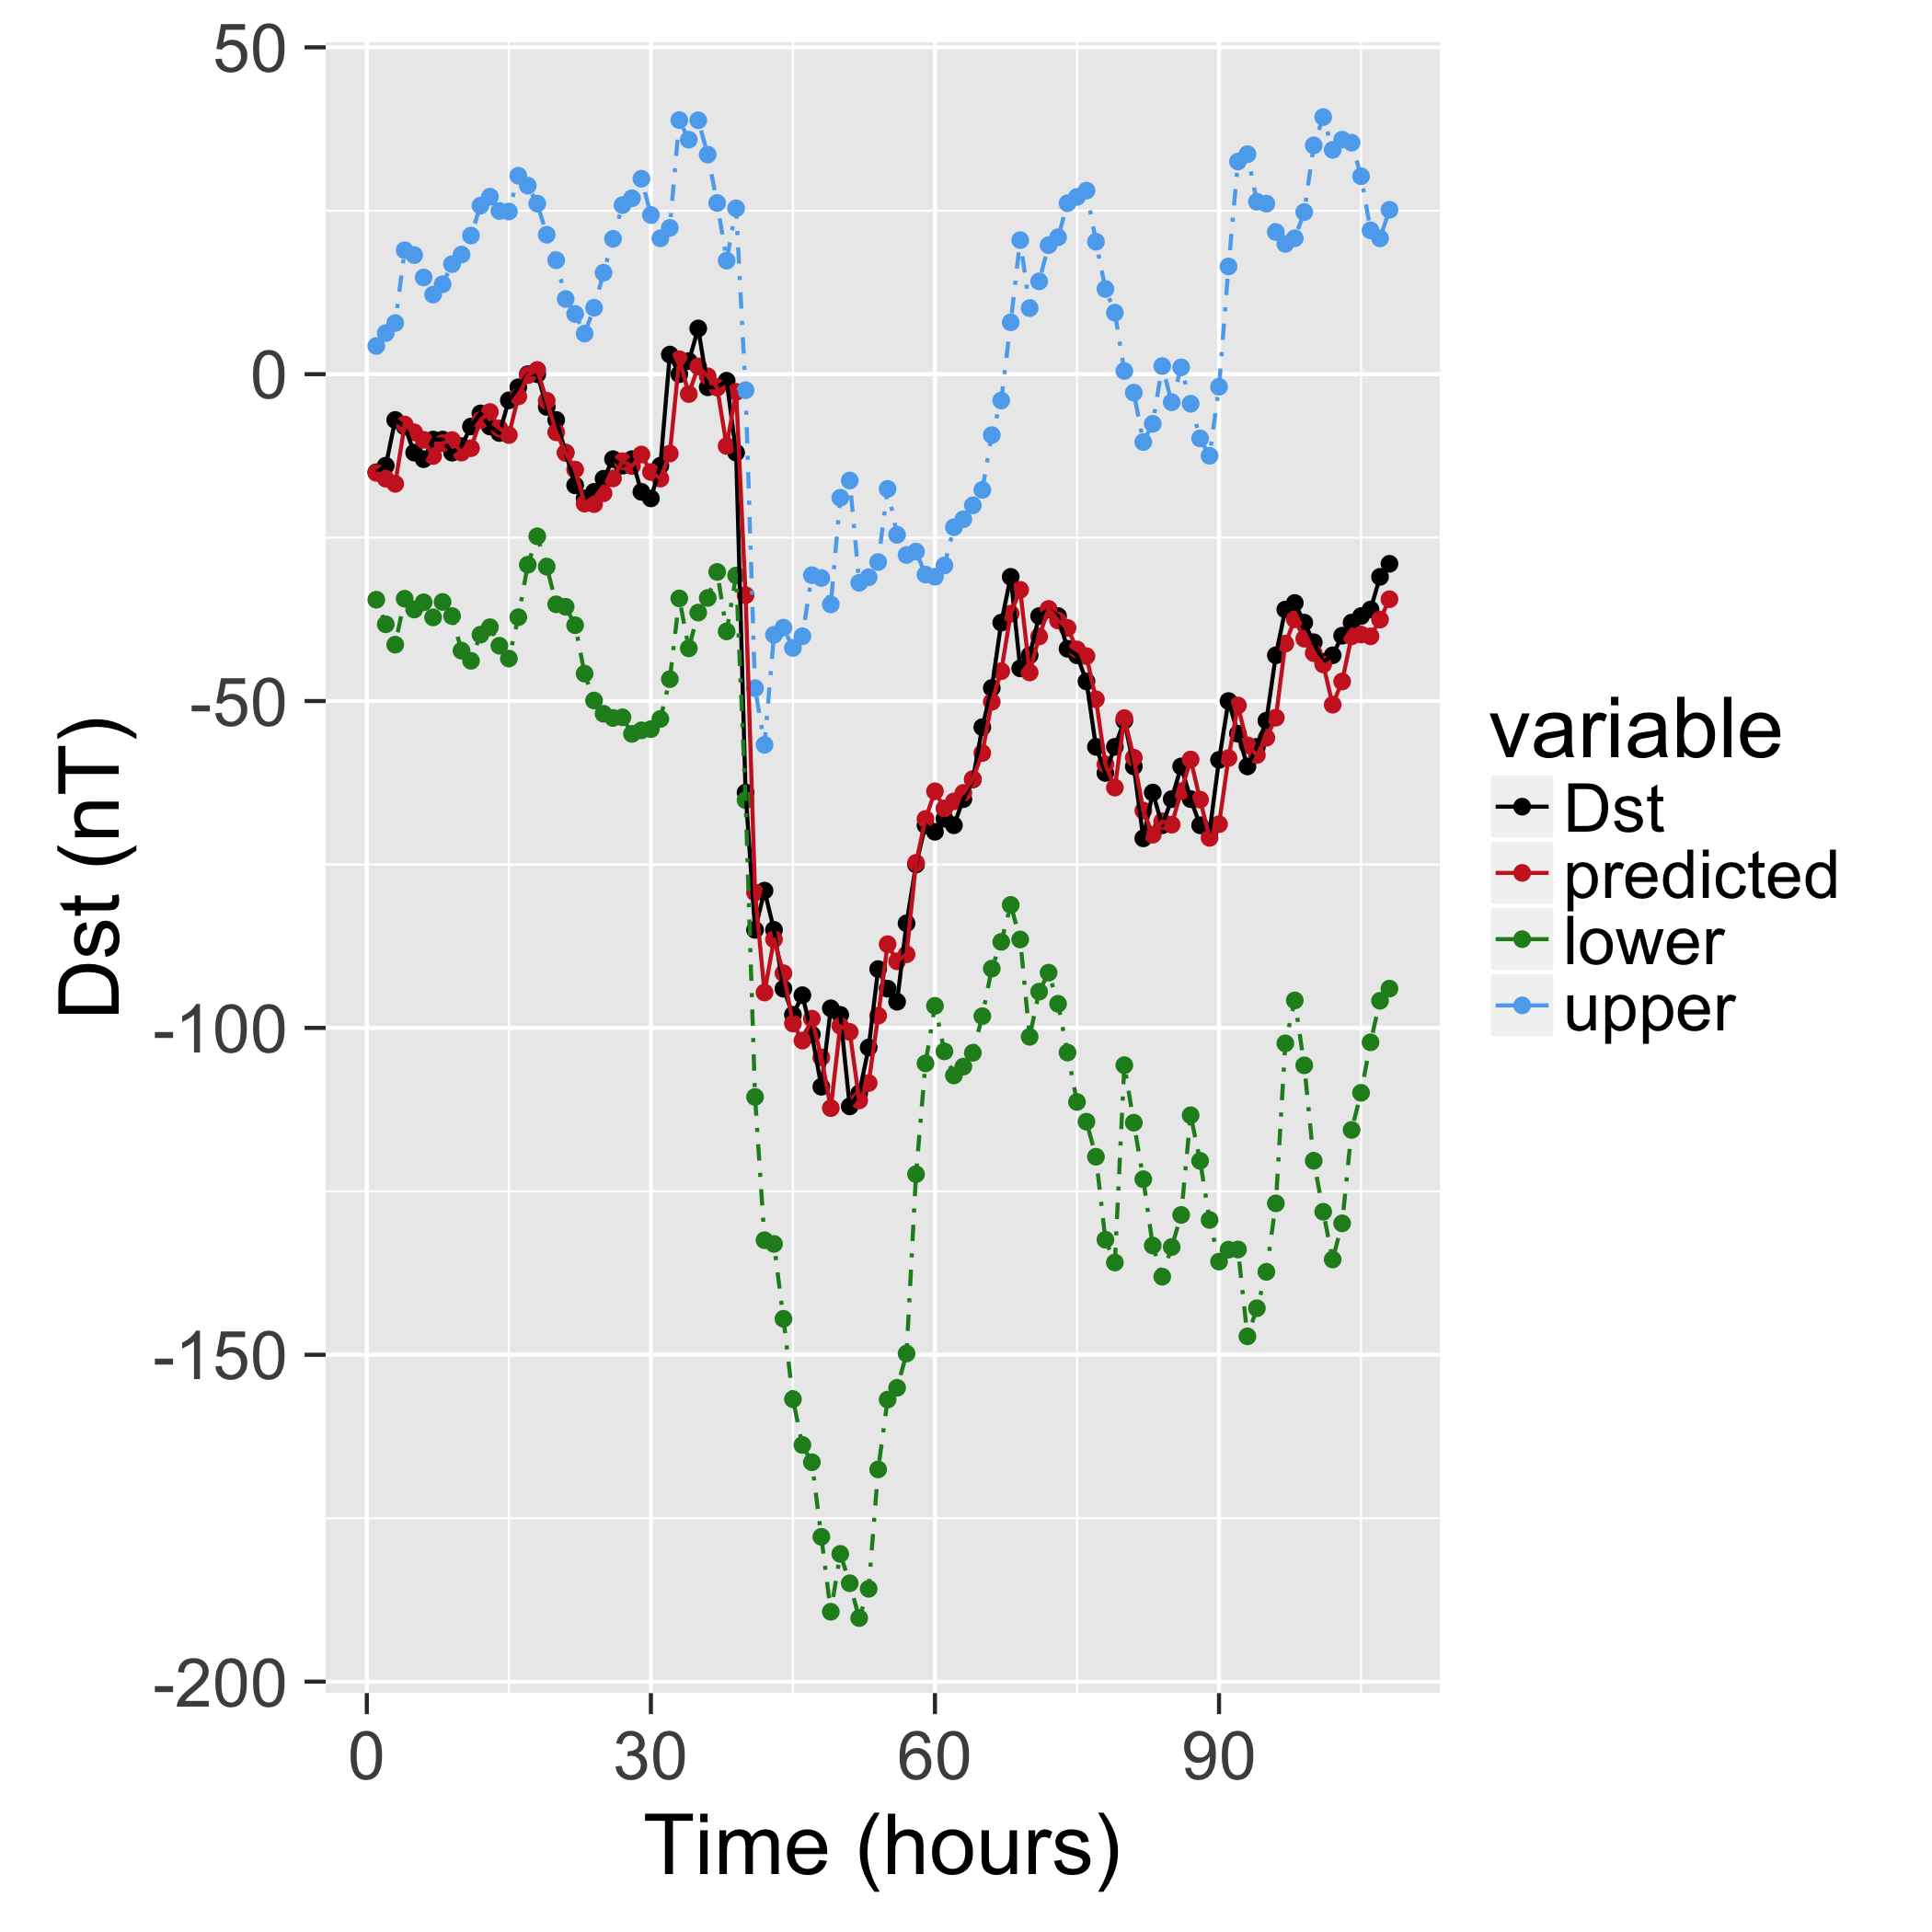 50
0
-50
-100
-150
-200
Dst (nT)
0 30 60 90
Time (hours)
variable
Dst
predicted
lower
upper